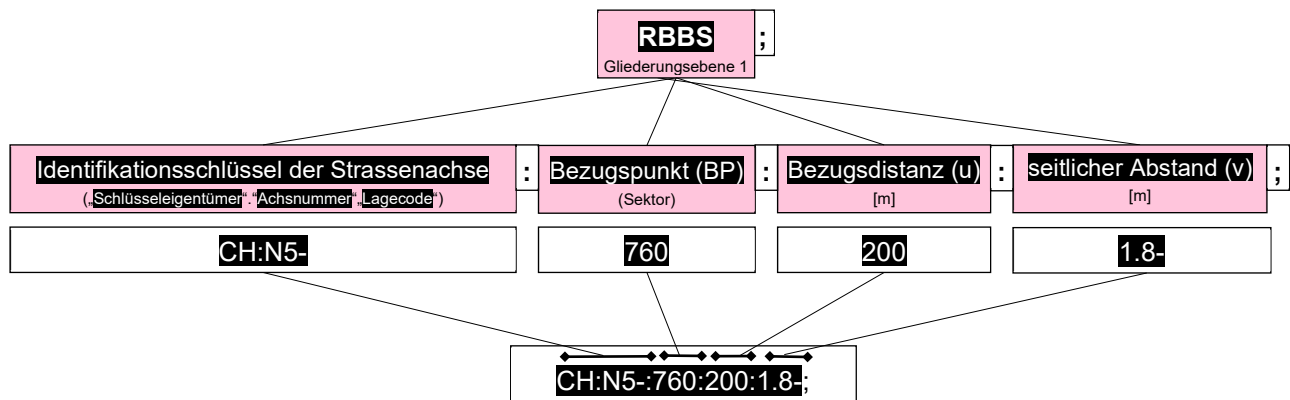 RBBS ;
Gliederungsebene 1
Identifikationsschlüssel der Strassenachse : Bezugspunkt (BP) : Bezugsdistanz (u) : seitlicher Abstand (v) ;
(„Schlüsseleigentümer“.“Achsnummer“„Lagecode“) (Sektor) [m] [m]
CH:N5- 760 200 1.8-
CH:N5-:760:200:1.8-;